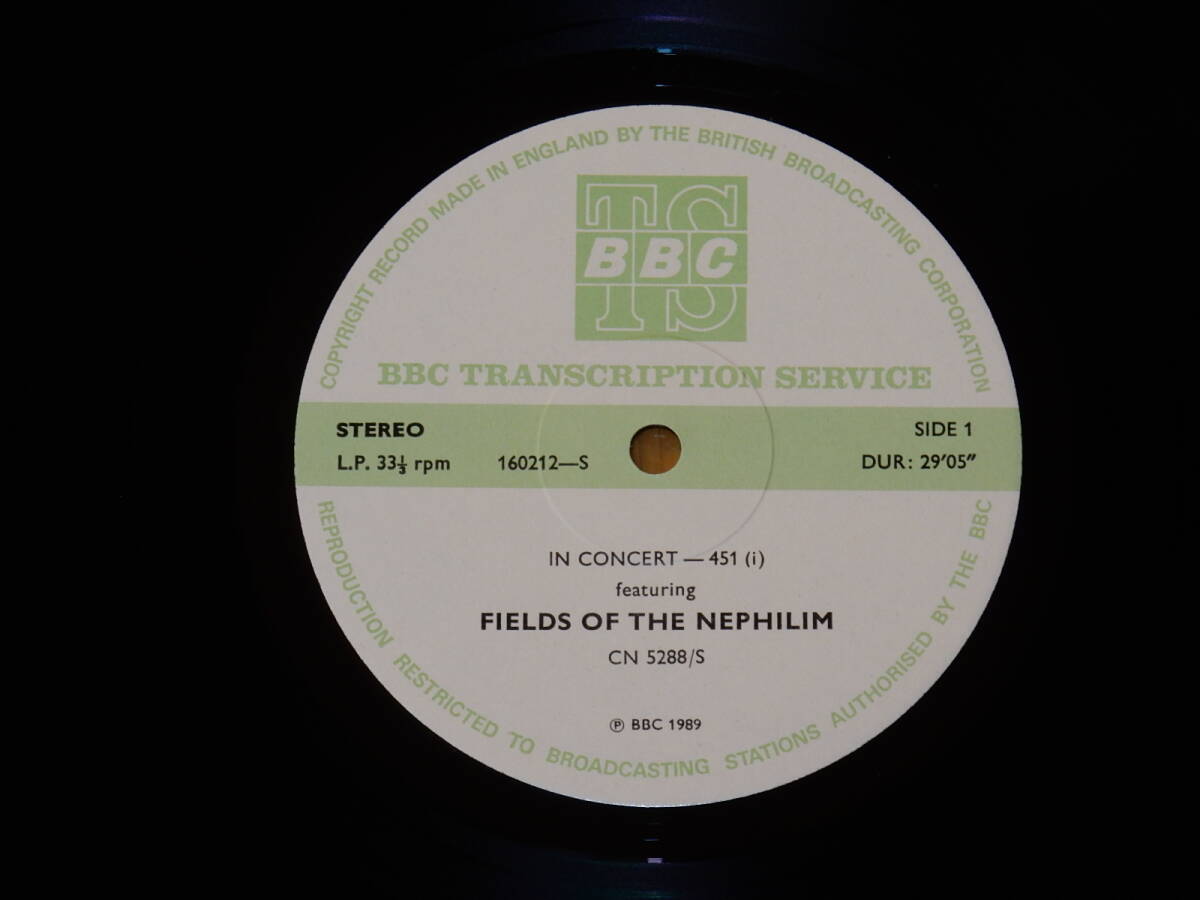 COPYRIGHT RECORD MADE IN ENGLAND BY THE BRITISH BROADCASTING CORPORATION
TS
BBC
TS
BBC TRANSCRIPTION SERVICE
STEREO
SIDE 1
L.P. 33⅓ rpm
160212—S
DUR: 29'05"
IN CONCERT — 451 (i)
featuring
FIELDS OF THE NEPHILIM
CN 5288/S
℗ BBC 1989
REPRODUCTION RESTRICTED TO BROADCASTING STATIONS AUTHORISED BY THE BBC